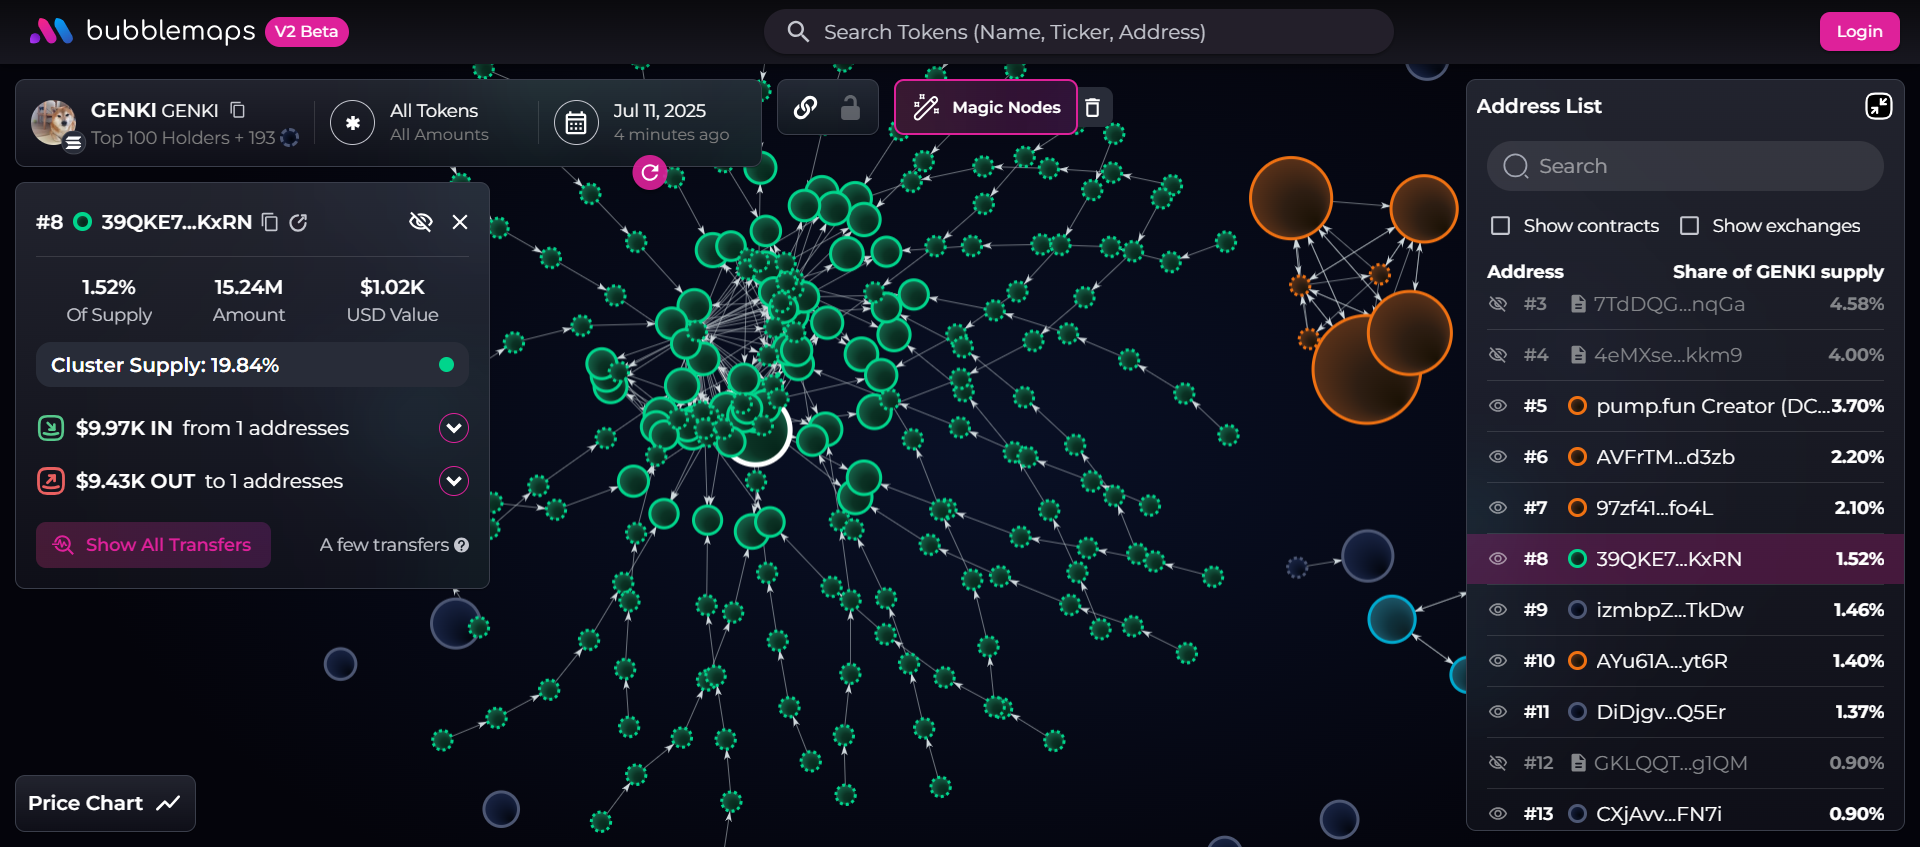 bubblemaps V2 Beta
Search Tokens (Name, Ticker, Address)
Login
GENKI GENKI
Top 100 Holders + 193
All Tokens
All Amounts
Jul 11, 2025
4 minutes ago
Magic Nodes
#8 39QKE7...KxRN
1.52% 15.24M $1.02K
Of Supply Amount USD Value
Cluster Supply: 19.84%
$9.97K IN from 1 addresses
$9.43K OUT to 1 addresses
Show All Transfers A few transfers ?
Price Chart
Address List
Search
Show contracts Show exchanges
Address Share of GENKI supply
#3 7TdDQG...nqGa 4.58%
#4 4eMXse...kkm9 4.00%
#5 pump.fun Creator (DC...3.70%
#6 AVFrTM...d3zb 2.20%
#7 97zf41...fo4L 2.10%
#8 39QKE7...KxRN 1.52%
#9 izmbpZ...TkDw 1.46%
#10 AYu61A...yt6R 1.40%
#11 DiDjgv...Q5Er 1.37%
#12 GKLQQT...g1QM 0.90%
#13 CXjAvv...FN7i 0.90%